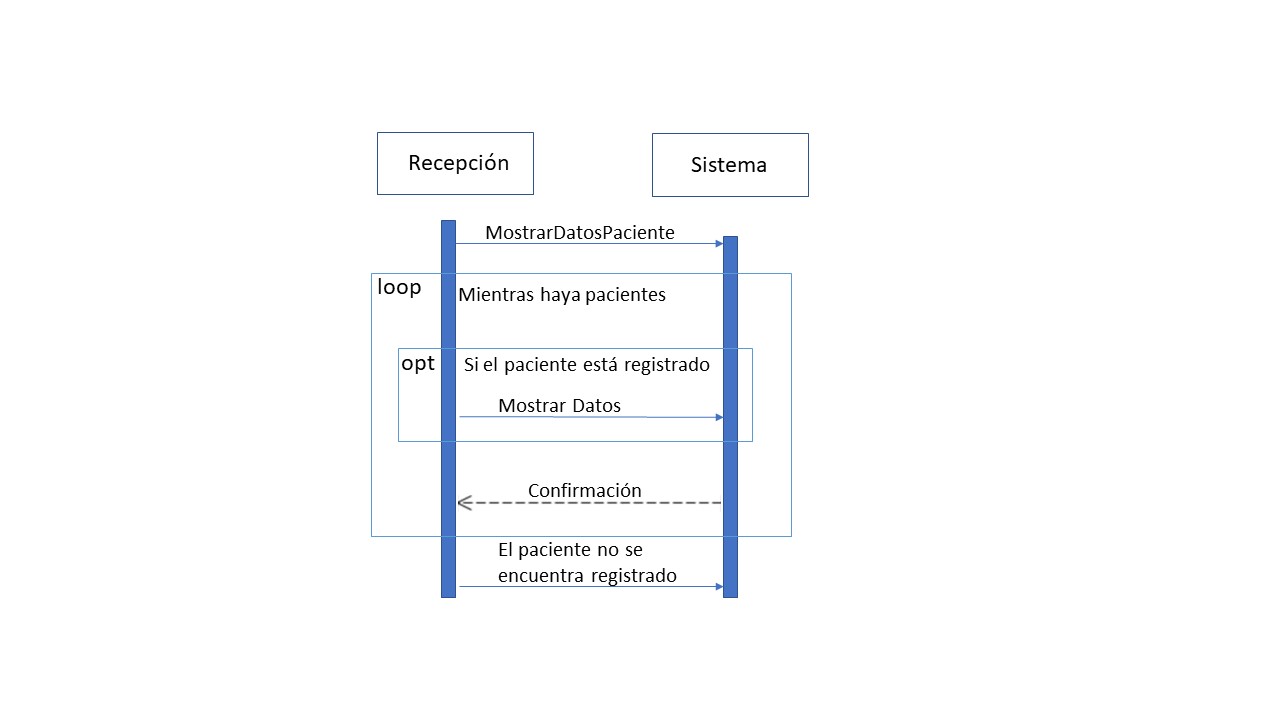 Recepción
Sistema
MostrarDatosPaciente
loop
Mientras haya pacientes
opt
Si el paciente está registrado
Mostrar Datos
Confirmación
El paciente no se
encuentra registrado